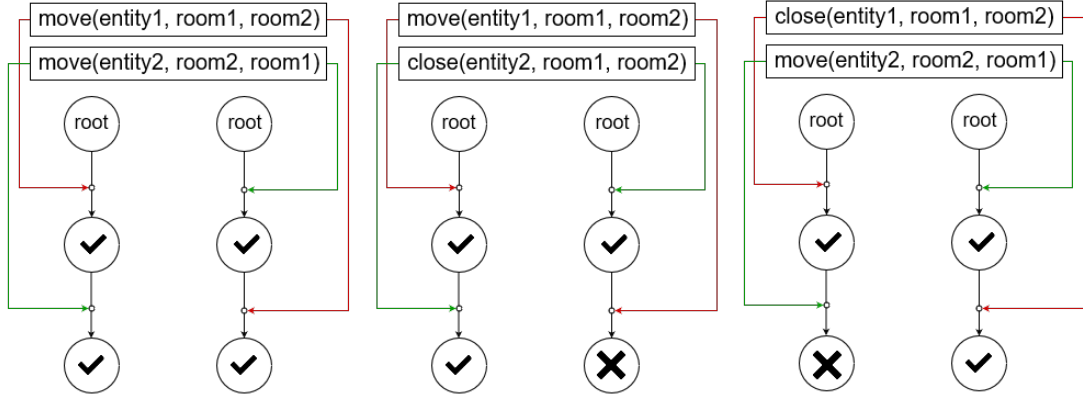 move(entity1, room1, room2)
move(entity2, room2, room1)
root
root
move(entity1, room1, room2)
close(entity2, room1, room2)
root
root
close(entity1, room1, room2)
move(entity2, room2, room1)
root
root